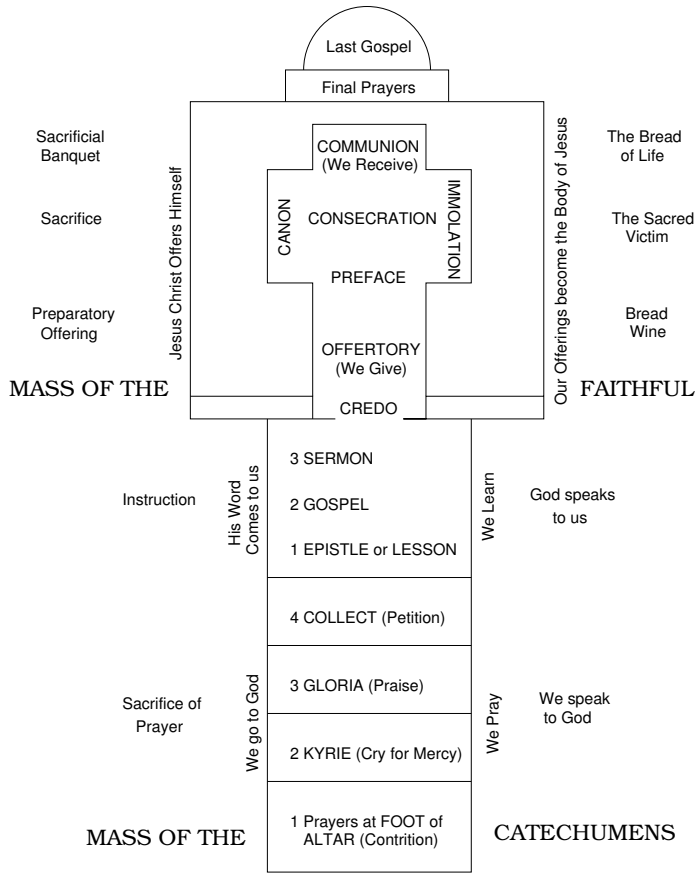 Last Gospel
Final Prayers
Sacrificial
Banquet
COMMUNION
(We Receive)
The Bread
of Life
Jesus Christ Offers Himself
Our Offerings become the Body of Jesus
Sacrifice
CANON
CONSECRATION
IMMOLATION
The Sacred
Victim
PREFACE
Preparatory
Offering
OFFERTORY
(We Give)
Bread
Wine
MASS OF THE FAITHFUL
CREDO
Instruction
His Word
Comes to us
3 SERMON
2 GOSPEL
1 EPISTLE or LESSON
We Learn
God speaks
to us
4 COLLECT (Petition)
Sacrifice of
Prayer
We go to God
3 GLORIA (Praise)
2 KYRIE (Cry for Mercy)
We Pray
We speak
to God
1 Prayers at FOOT of
ALTAR (Contrition)
MASS OF THE CATECHUMENS